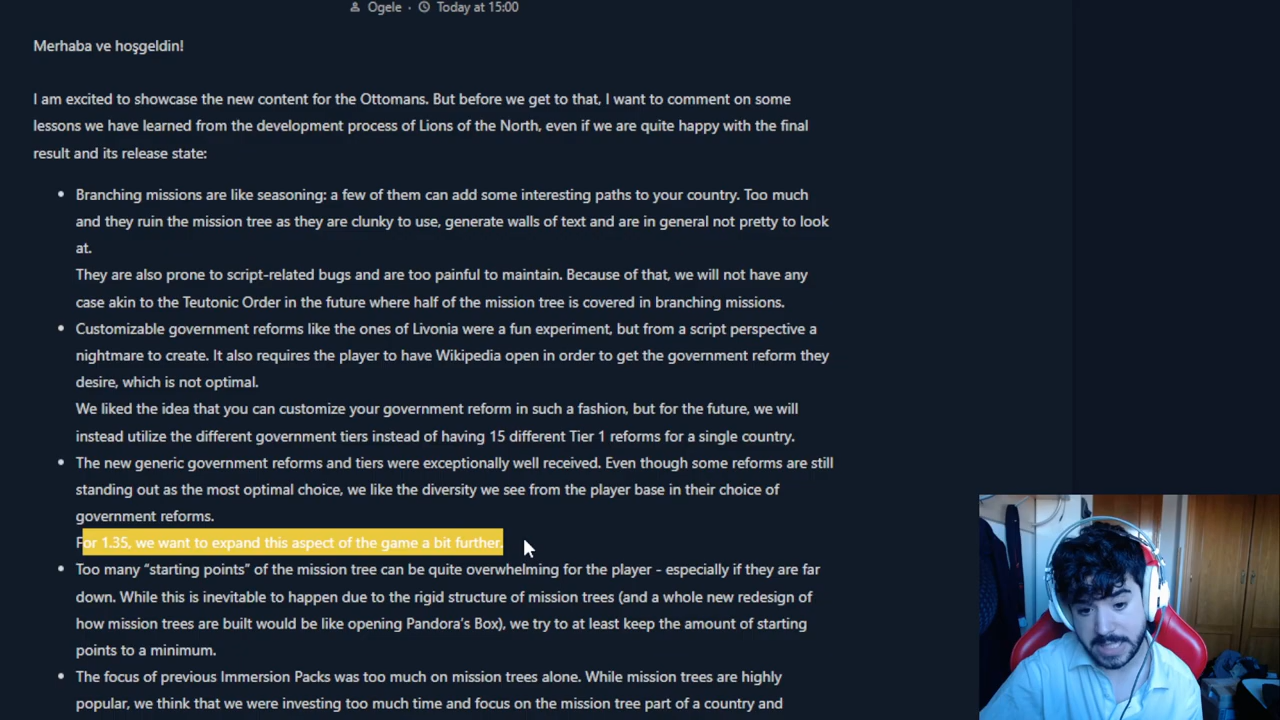 Ogele · Today at 15:00
Merhaba ve hoşgeldin!
I am excited to showcase the new content for the Ottomans. But before we get to that, I want to comment on some
lessons we have learned from the development process of Lions of the North, even if we are quite happy with the final
result and its release state:
• Branching missions are like seasoning: a few of them can add some interesting paths to your country. Too much
and they ruin the mission tree as they are clunky to use, generate walls of text and are in general not pretty to look
at.
They are also prone to script-related bugs and are too painful to maintain. Because of that, we will not have any
case akin to the Teutonic Order in the future where half of the mission tree is covered in branching missions.
• Customizable government reforms like the ones of Livonia were a fun experiment, but from a script perspective a
nightmare to create. It also requires the player to have Wikipedia open in order to get the government reform they
desire, which is not optimal.
We liked the idea that you can customize your government reform in such a fashion, but for the future, we will
instead utilize the different government tiers instead of having 15 different Tier 1 reforms for a single country.
• The new generic government reforms and tiers were exceptionally well received. Even though some reforms are still
standing out as the most optimal choice, we like the diversity we see from the player base in their choice of
government reforms.
For 1.35, we want to expand this aspect of the game a bit further.
• Too many “starting points” of the mission tree can be quite overwhelming for the player - especially if they are far
down. While this is inevitable to happen due to the rigid structure of mission trees (and a whole new redesign of
how mission trees are built would be like opening Pandora’s Box), we try to at least keep the amount of starting
points to a minimum.
• The focus of previous Immersion Packs was too much on mission trees alone. While mission trees are highly
popular, we think that we were investing too much time and focus on the mission tree part of a country and